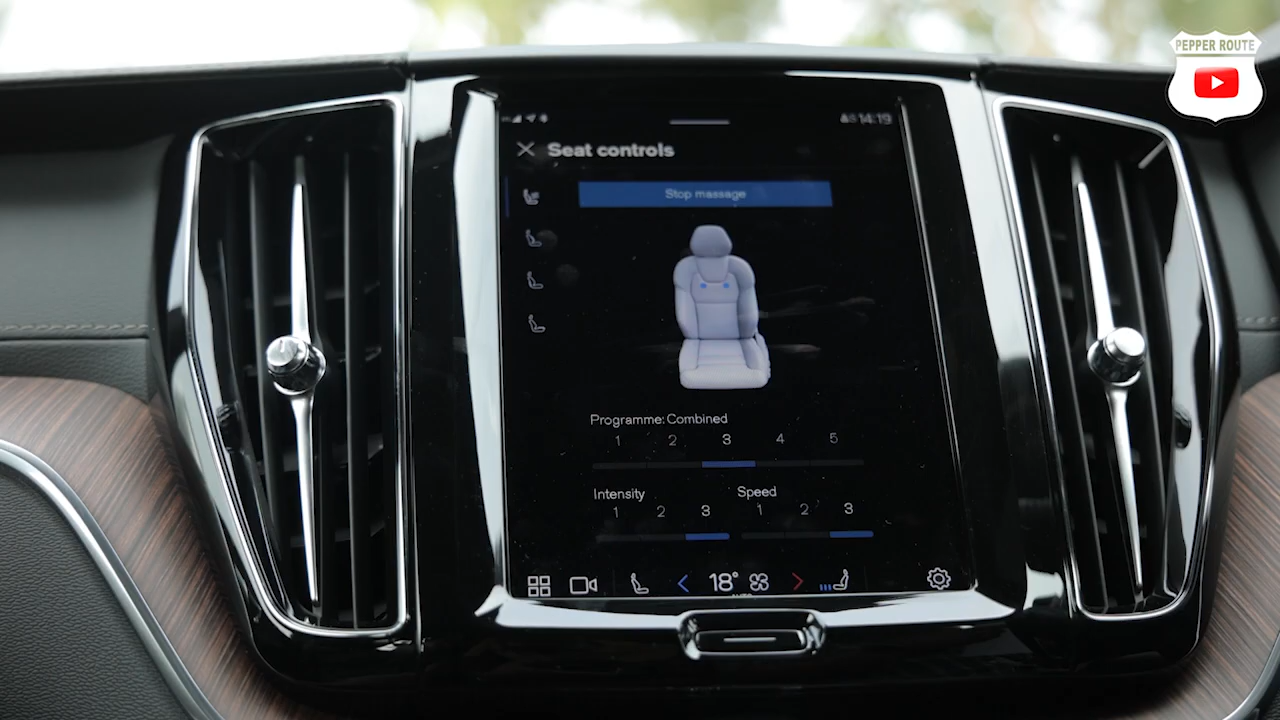 PEPPER ROUTE
14:19
Seat controls
Stop massage
Programme: Combined
1 2 3 4 5
Intensity Speed
1 2 3 1 2 3
18°
AUTO